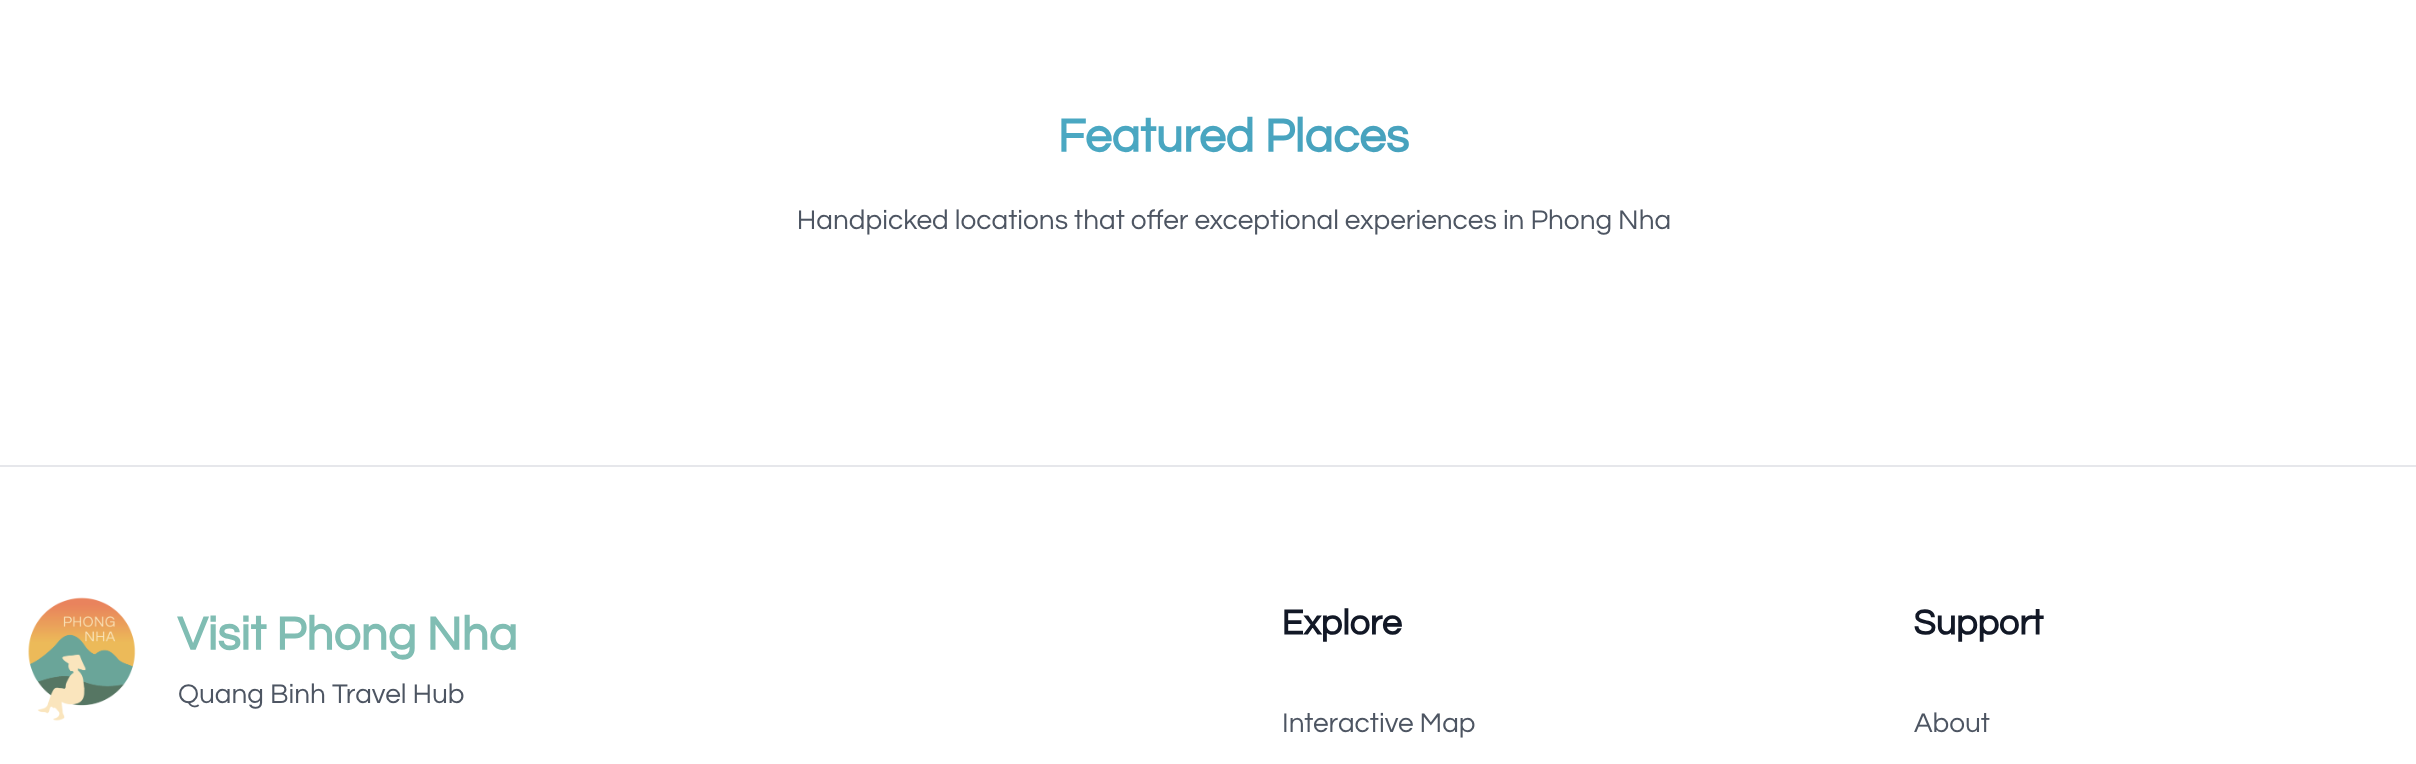 Featured Places
Handpicked locations that offer exceptional experiences in Phong Nha
PHONG
NHA
Visit Phong Nha
Quang Binh Travel Hub
Explore
Interactive Map
Support
About